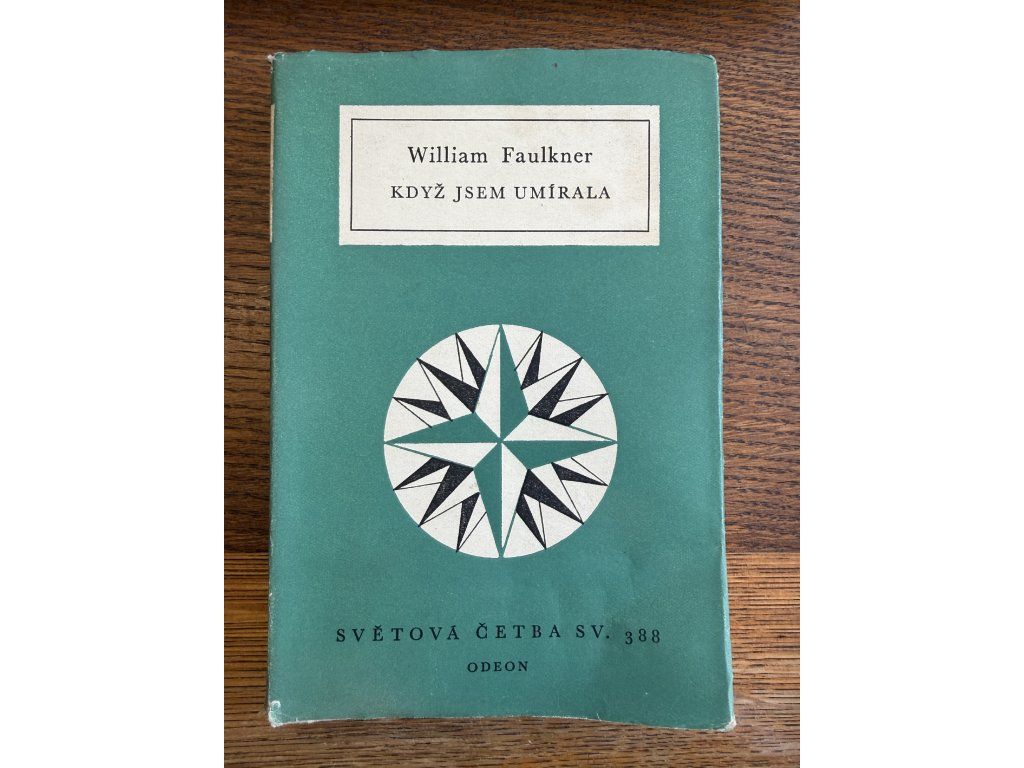 William Faulkner
KDYŽ JSEM UMÍRALA
SVĚTOVÁ ČETBA SV. 388
ODEON